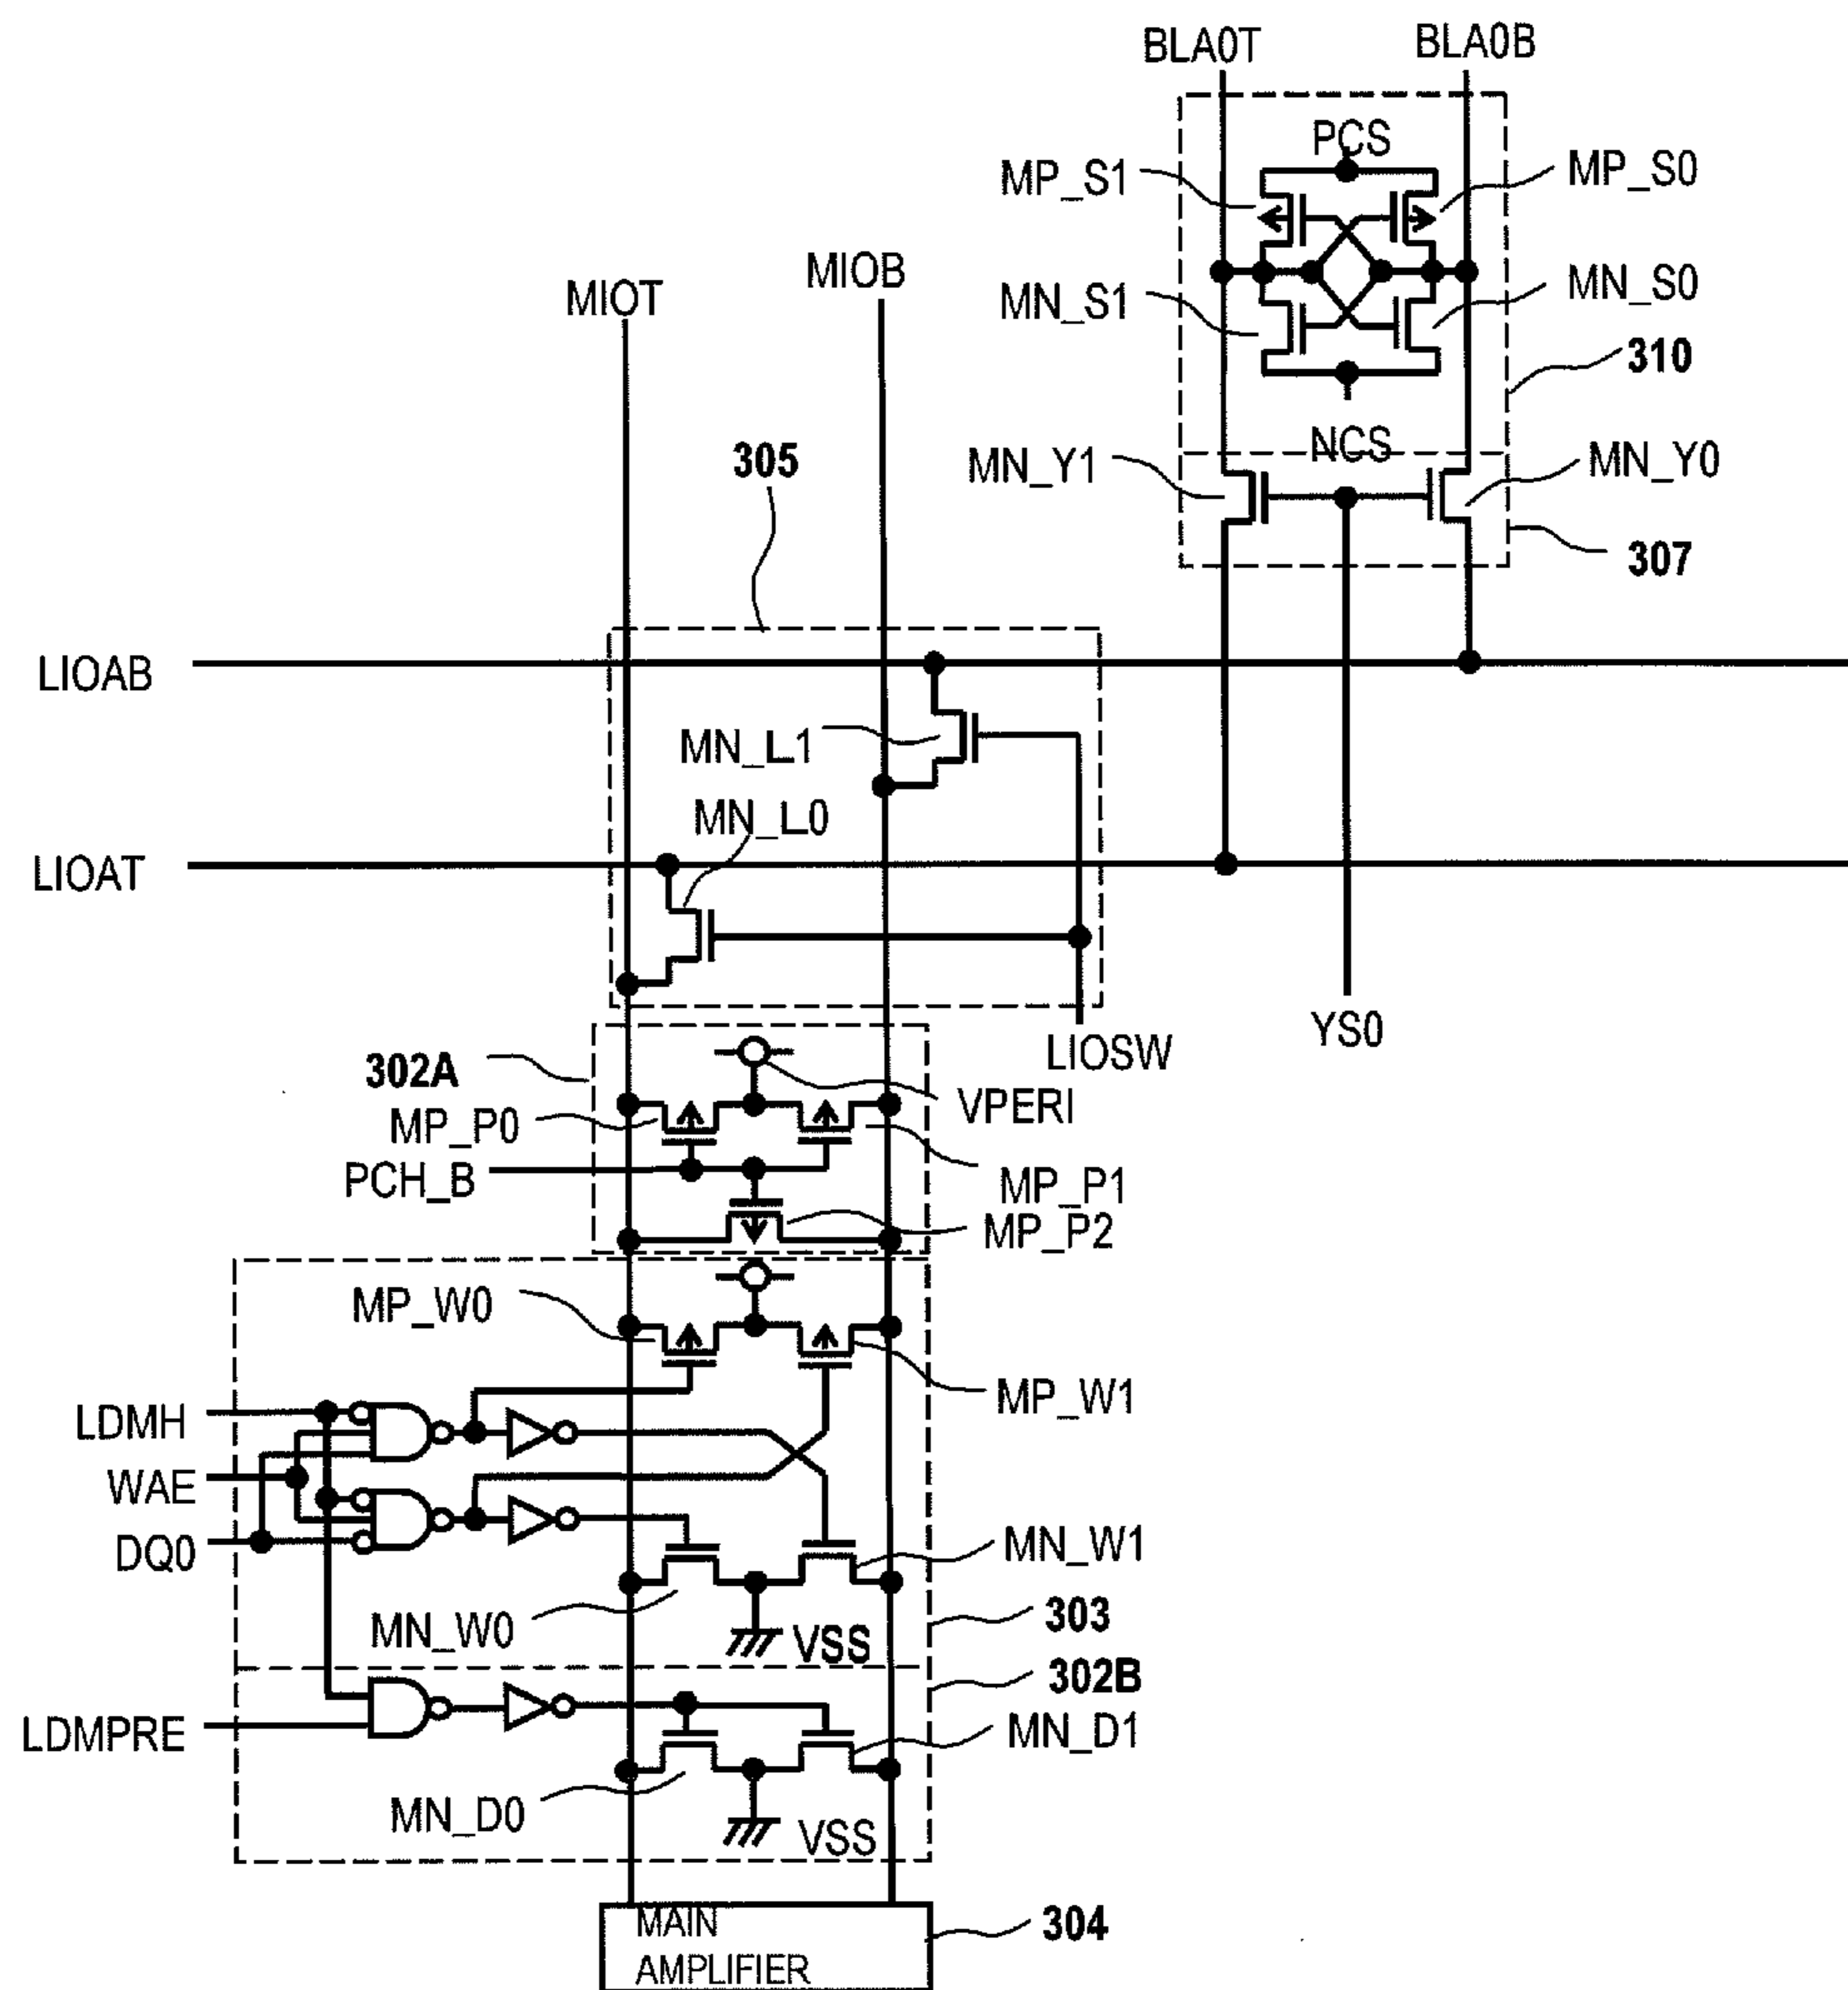 BLA0T
BLA0B
PCS
MP_S1
MP_S0
MIOB
MIOT
MN_S1
MN_S0
310
NCS
305
MN_Y1
MN_Y0
307
LIOAB
MN_L1
MN_L0
LIOAT
LIOSW
YS0
302A
VPERI
MP_P0
PCH_B
MP_P1
MP_P2
MP_W0
MP_W1
LDMH
WAE
DQ0
MN_W1
MN_W0
VSS
303
302B
LDMPRE
MN_D1
MN_D0
VSS
MAIN
AMPLIFIER
304